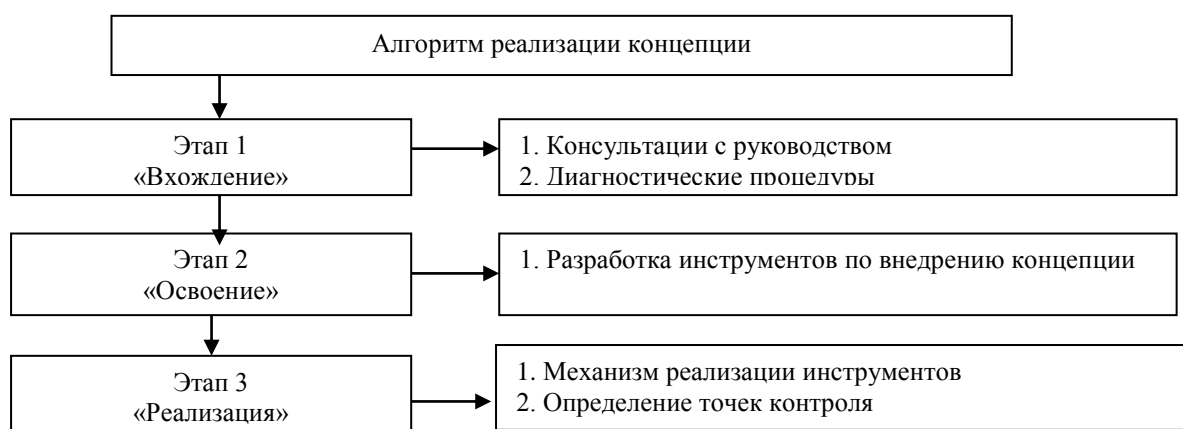 Алгоритм реализации концепции
Этап 1
«Вхождение»
1. Консультации с руководством
2. Диагностические процедуры
Этап 2
«Освоение»
1. Разработка инструментов по внедрению концепции
Этап 3
«Реализация»
1. Механизм реализации инструментов
2. Определение точек контроля